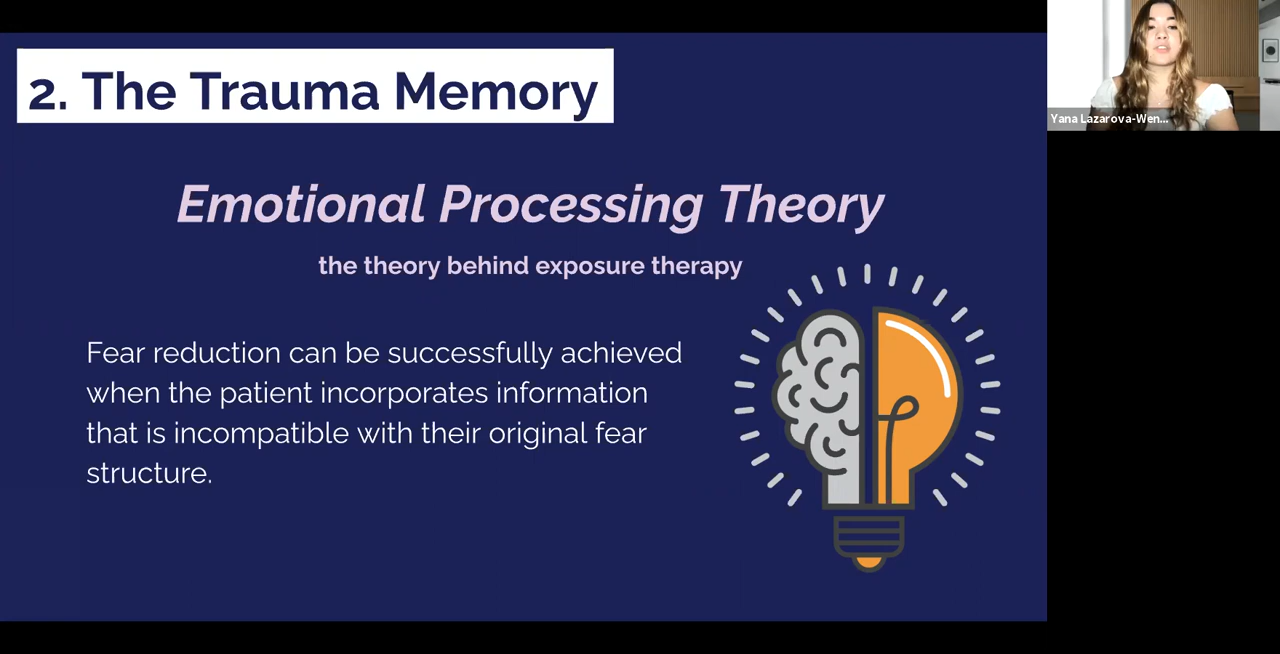 2. The Trauma Memory
Emotional Processing Theory
the theory behind exposure therapy
Fear reduction can be successfully achieved
when the patient incorporates information
that is incompatible with their original fear
structure.
Yana Lazarova-Wen...